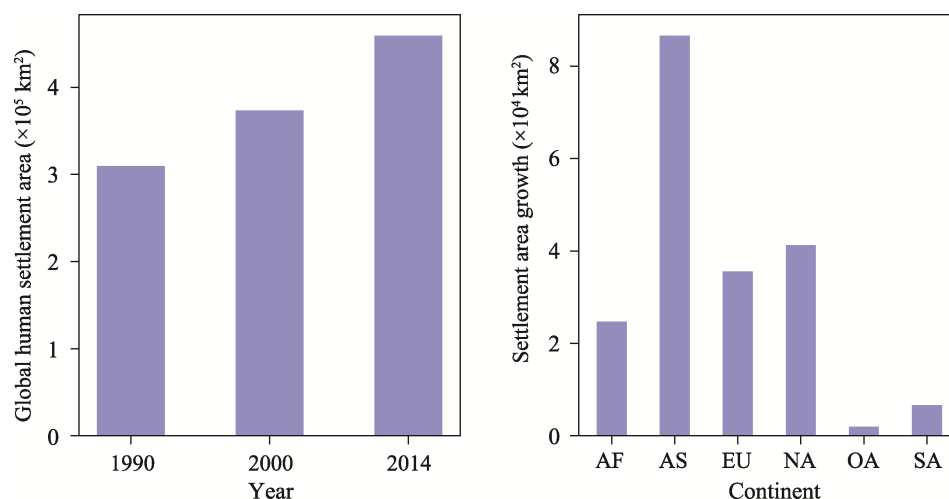 Global human settlement area (×10⁵ km²)
4
3
2
1
0
1990 2000 2014
Year
Settlement area growth (×10⁴ km²)
8
6
4
2
0
AF AS EU NA OA SA
Continent